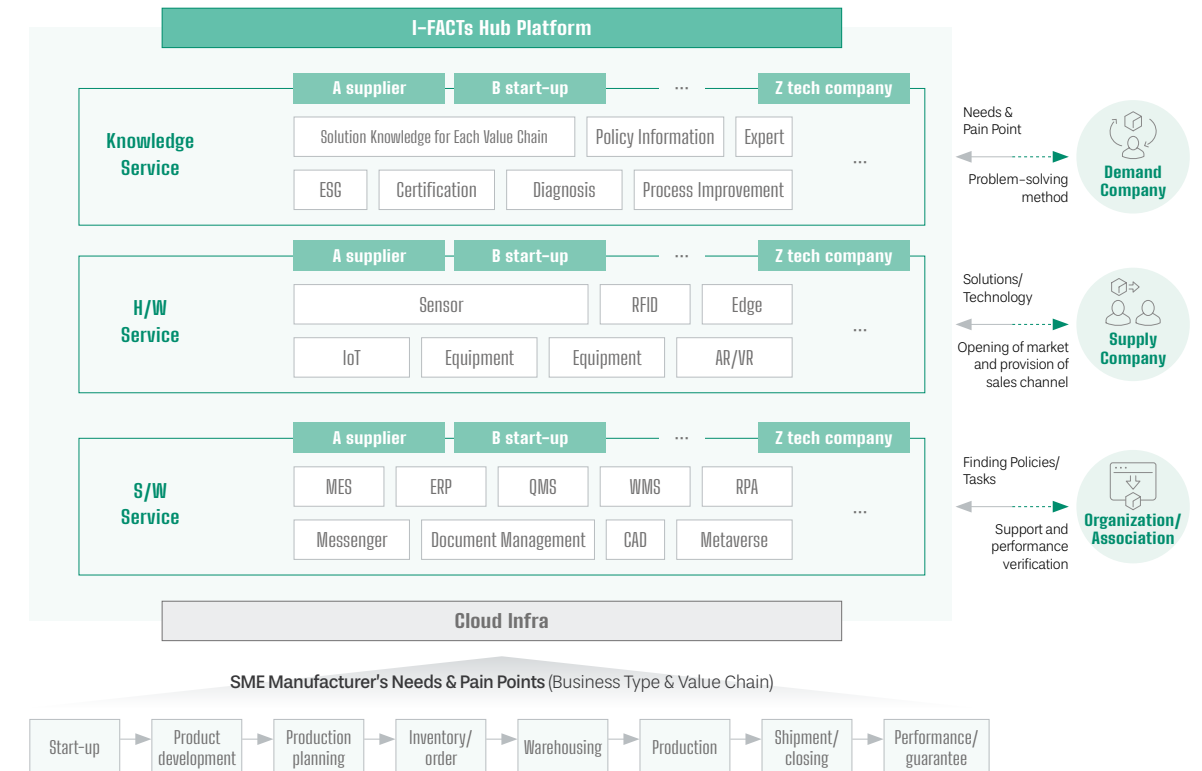 I-FACTs Hub Platform
A supplier
B start-up
...
Z tech company
Knowledge
Service
Solution Knowledge for Each Value Chain
Policy Information
Expert
...
ESG
Certification
Diagnosis
Process Improvement
Needs &
Pain Point
Problem-solving
method
Demand
Company
A supplier
B start-up
...
Z tech company
H/W
Service
Sensor
RFID
Edge
...
IoT
Equipment
Equipment
AR/VR
Solutions/
Technology
Opening of market
and provision of
sales channel
Supply
Company
A supplier
B start-up
...
Z tech company
S/W
Service
MES
ERP
QMS
WMS
RPA
...
Messenger
Document Management
CAD
Metaverse
Finding Policies/
Tasks
Support and
performance
verification
Organization/
Association
Cloud Infra
SME Manufacturer's Needs & Pain Points (Business Type & Value Chain)
Start-up
Product
development
Production
planning
Inventory/
order
Warehousing
Production
Shipment/
closing
Performance/
guarantee